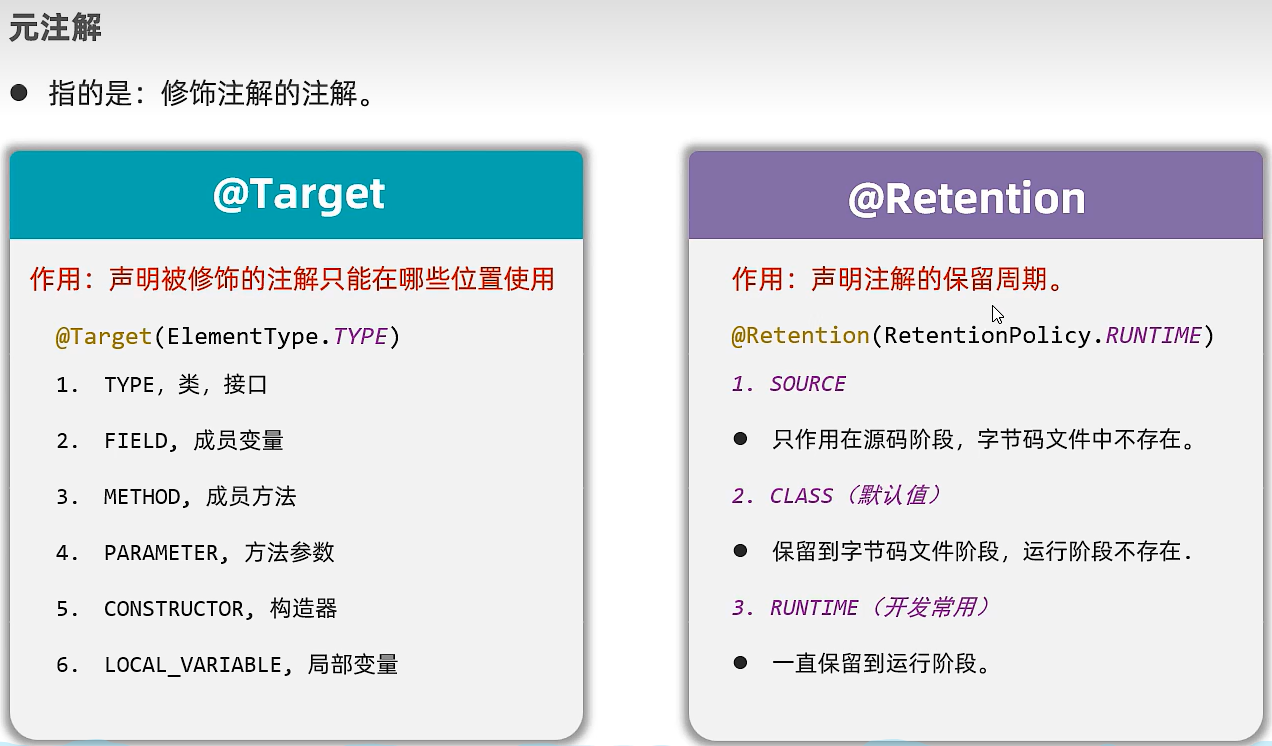 元注解
● 指的是：修饰注解的注解。
@Target
作用：声明被修饰的注解只能在哪些位置使用
@Target(ElementType.TYPE)
1. TYPE，类，接口
2. FIELD, 成员变量
3. METHOD, 成员方法
4. PARAMETER, 方法参数
5. CONSTRUCTOR, 构造器
6. LOCAL_VARIABLE, 局部变量
@Retention
作用：声明注解的保留周期。
@Retention(RetentionPolicy.RUNTIME)
1. SOURCE
● 只作用在源码阶段，字节码文件中不存在。
2. CLASS（默认值）
● 保留到字节码文件阶段，运行阶段不存在.
3. RUNTIME（开发常用）
● 一直保留到运行阶段。